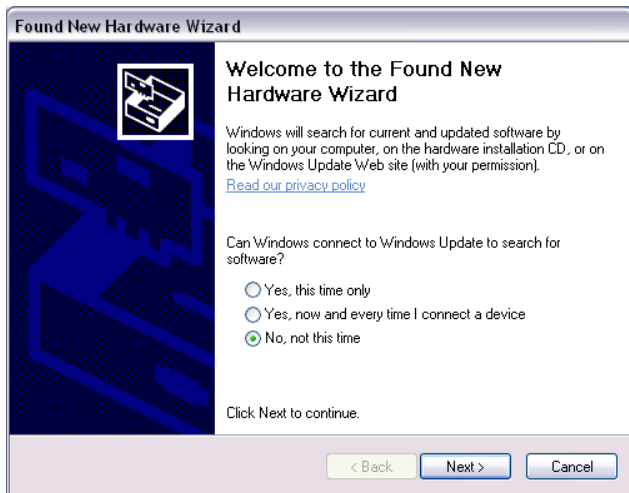 Found New Hardware Wizard
Welcome to the Found New
Hardware Wizard
Windows will search for current and updated software by
looking on your computer, on the hardware installation CD, or on
the Windows Update Web site (with your permission).
Read our privacy policy
Can Windows connect to Windows Update to search for
software?
Yes, this time only
Yes, now and every time I connect a device
No, not this time
Click Next to continue.
< Back Next > Cancel